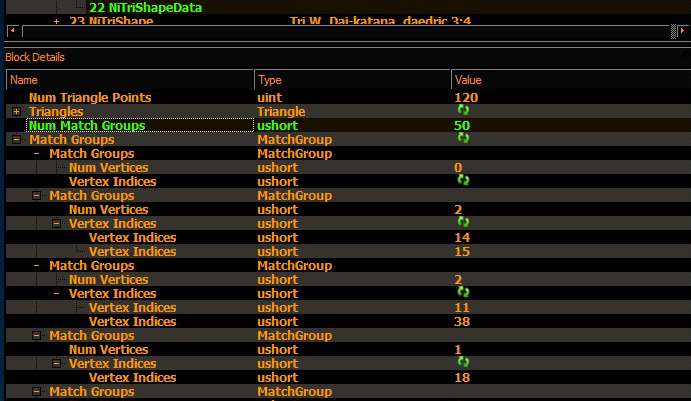 22 NiTriShapeData
23 NiTriShape Tri W_Dai-katana_daedric 3:4
Block Details
Name Type Value
Num Triangle Points uint 120
Triangles Triangle
Num Match Groups ushort 50
Match Groups MatchGroup
Match Groups MatchGroup
Num Vertices ushort 0
Vertex Indices ushort
Match Groups MatchGroup
Num Vertices ushort 2
Vertex Indices ushort
Vertex Indices ushort 14
Vertex Indices ushort 15
Match Groups MatchGroup
Num Vertices ushort 2
Vertex Indices ushort
Vertex Indices ushort 11
Vertex Indices ushort 38
Match Groups MatchGroup
Num Vertices ushort 1
Vertex Indices ushort
Vertex Indices ushort 18
Match Groups MatchGroup